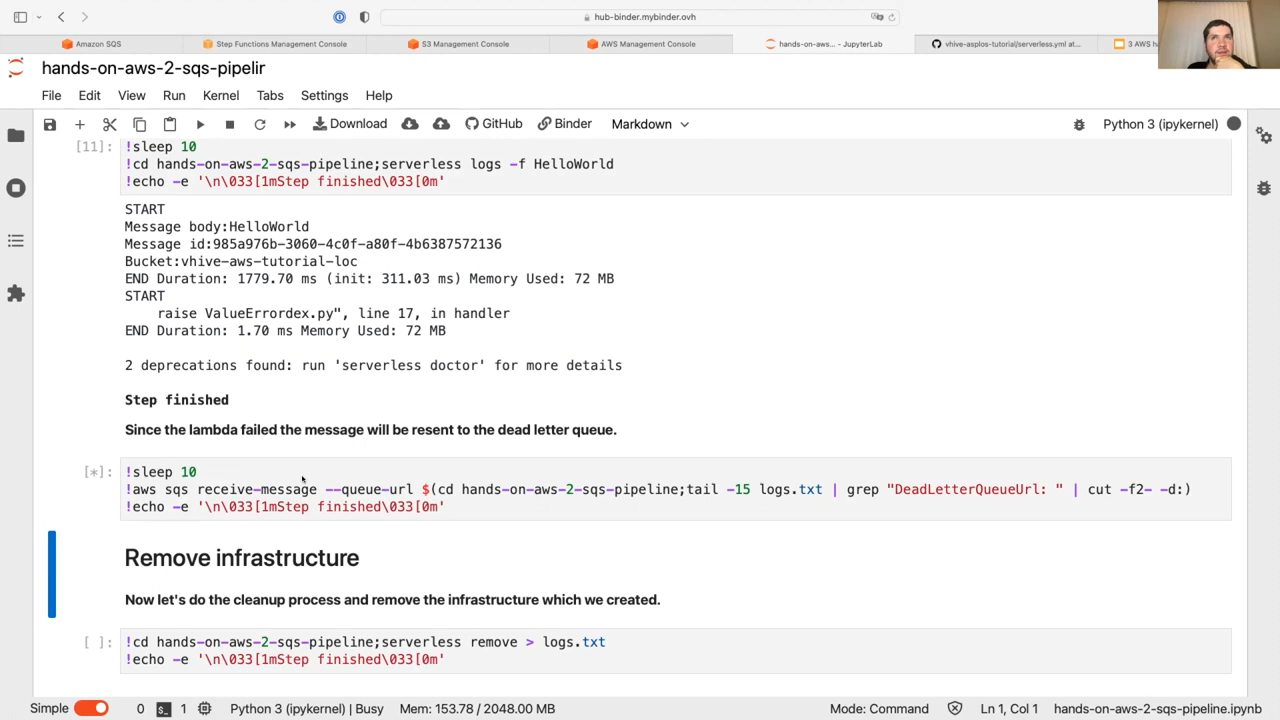 hub-binder.mybinder.ovh
Amazon SQS
Step Functions Management Console
S3 Management Console
AWS Management Console
hands-on-aws... - JupyterLab
vhive-asplos-tutorial/serverless.yml at...
3 AWS h
hands-on-aws-2-sqs-pipelir
File Edit View Run Kernel Tabs Settings Help
Download GitHub Binder Markdown Python 3 (ipykernel)
[11]: !sleep 10
!cd hands-on-aws-2-sqs-pipeline;serverless logs -f HelloWorld
!echo -e '\n\033[1mStep finished\033[0m'
START
Message body:HelloWorld
Message id:985a976b-3060-4c0f-a80f-4b6387572136
Bucket:vhive-aws-tutorial-loc
END Duration: 1779.70 ms (init: 311.03 ms) Memory Used: 72 MB
START
raise ValueErrordex.py", line 17, in handler
END Duration: 1.70 ms Memory Used: 72 MB
2 deprecations found: run 'serverless doctor' for more details
Step finished
Since the lambda failed the message will be resent to the dead letter queue.
[*]: !sleep 10
!aws sqs receive-message --queue-url $(cd hands-on-aws-2-sqs-pipeline;tail -15 logs.txt | grep "DeadLetterQueueUrl: " | cut -f2- -d:)
!echo -e '\n\033[1mStep finished\033[0m'
Remove infrastructure
Now let's do the cleanup process and remove the infrastructure which we created.
[ ]: !cd hands-on-aws-2-sqs-pipeline;serverless remove > logs.txt
!echo -e '\n\033[1mStep finished\033[0m'
Simple 0 1 Python 3 (ipykernel) | Busy Mem: 153.78 / 2048.00 MB Mode: Command Ln 1, Col 1 hands-on-aws-2-sqs-pipeline.ipynb